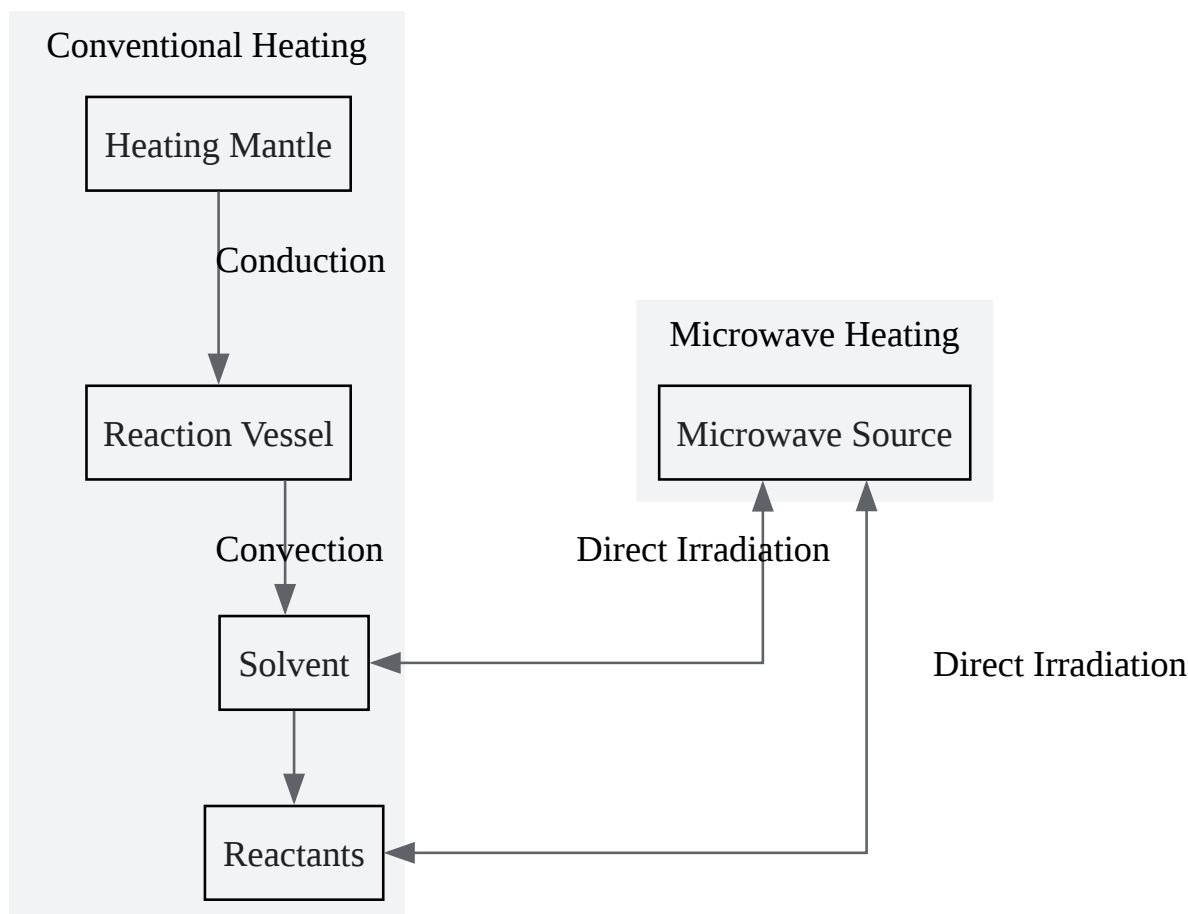 Conventional Heating
Heating Mantle
Conduction
Microwave Heating
Reaction Vessel
Microwave Source
Convection
Direct Irradiation
Solvent
Direct Irradiation
Reactants